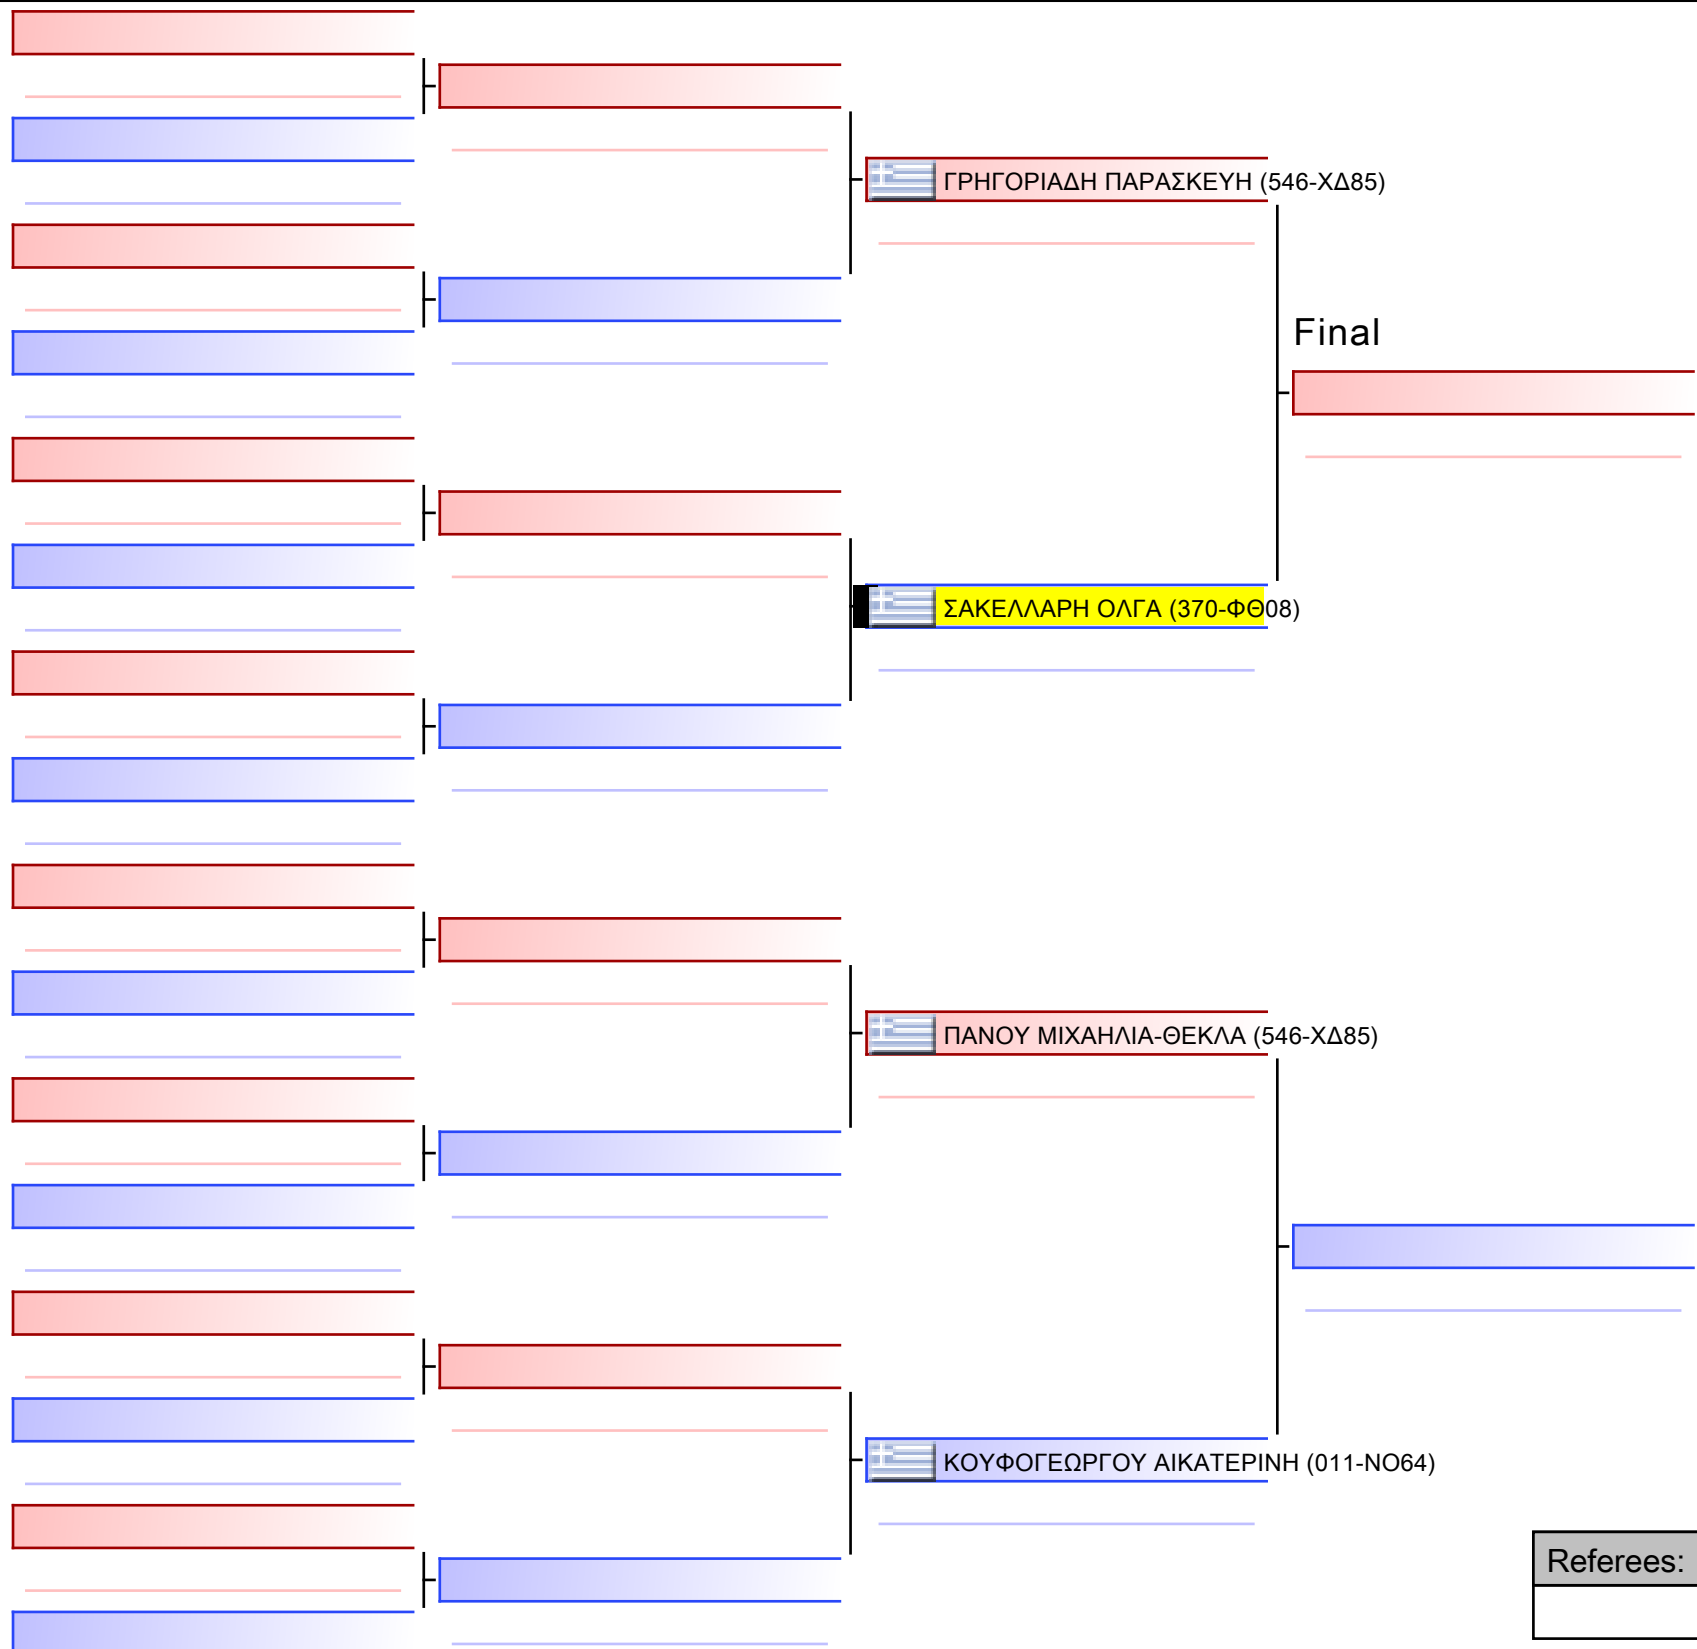 ΓΡΗΓΟΡΙΑΔΗ ΠΑΡΑΣΚΕΥΗ (546-ΧΔ85)
Final
ΣΑΚΕΛΛΑΡΗ ΟΛΓΑ (370-ΦΘ08)
ΠΑΝΟΥ ΜΙΧΑΗΛΙΑ-ΘΕΚΛΑ (546-ΧΔ85)
ΚΟΥΦΟΓΕΩΡΓΟΥ ΑΙΚΑΤΕΡΙΝΗ (011-ΝΟ64)
Referees: